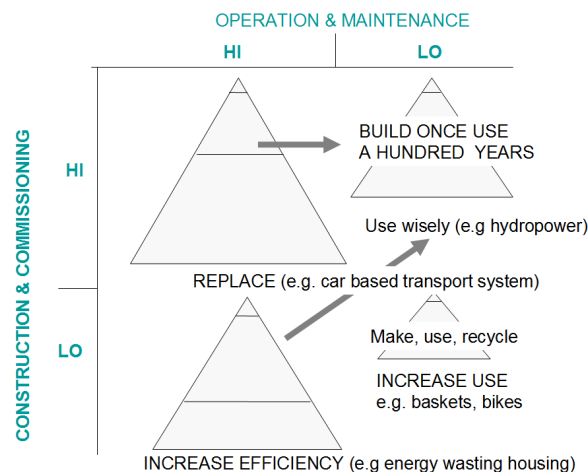 OPERATION & MAINTENANCE
HI
LO
CONSTRUCTION & COMMISSIONING
HI
BUILD ONCE USE
A HUNDRED YEARS
Use wisely (e.g hydropower)
REPLACE (e.g. car based transport system)
LO
Make, use, recycle
INCREASE USE
e.g. baskets, bikes
INCREASE EFFICIENCY (e.g energy wasting housing)